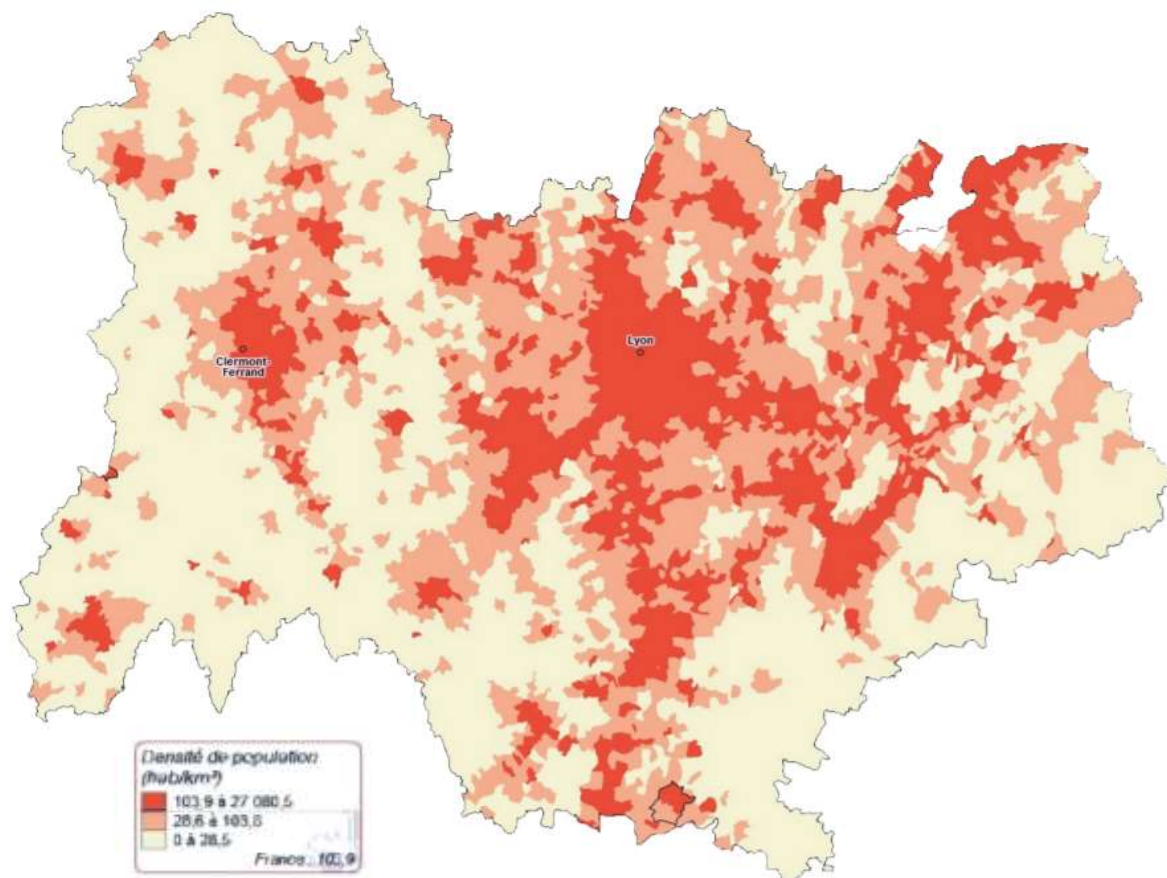 Lyon
Clermont-
Ferrand
Densité de population
(hab/km²)
103,9 à 27 080,5
28,6 à 103,8
0 à 28,5
France : 103,9